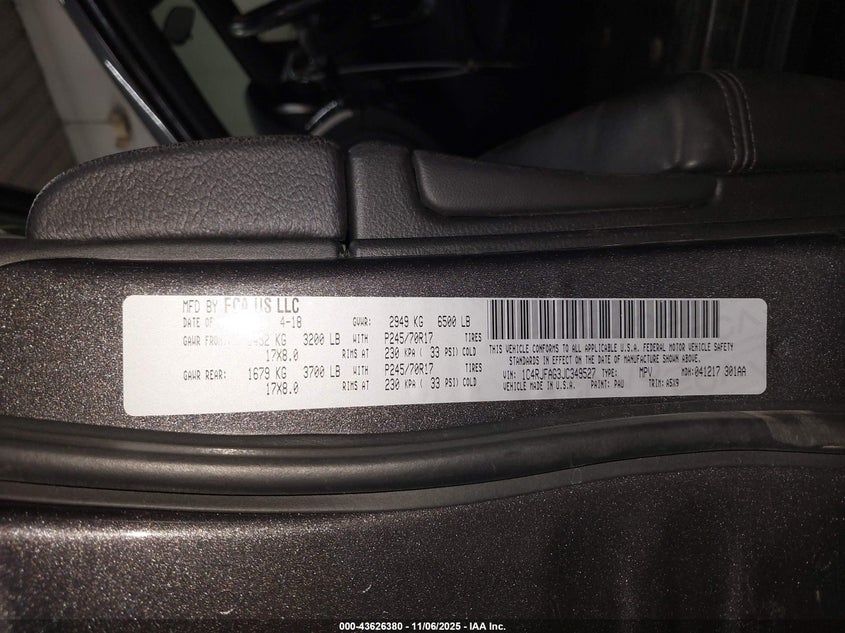 MFD BY FCA US LLC
DATE OF 4-18 GVWR: 2949 KG 6500 LB
GAWR FRONT: 3200 LB WITH P245/70R17 TIRES
17X8.0 RIMS AT 230 KPA ( 33 PSI) COLD
GAWR REAR: 1679 KG 3700 LB WITH P245/70R17 TIRES
17X8.0 RIMS AT 230 KPA ( 33 PSI) COLD
THIS VEHICLE CONFORMS TO ALL APPLICABLE U.S.A. FEDERAL MOTOR VEHICLE SAFETY
STANDARDS IN EFFECT ON THE DATE OF MANUFACTURE SHOWN ABOVE.
VIN: 1C4RJFAG3JC349527 TYPE: MPV MDH: 041217 301AA
VEHICLE MADE IN U.S.A. PAINT: PAU TRIM: A5X9
000-43626380 - 11/06/2025 - IAA Inc.